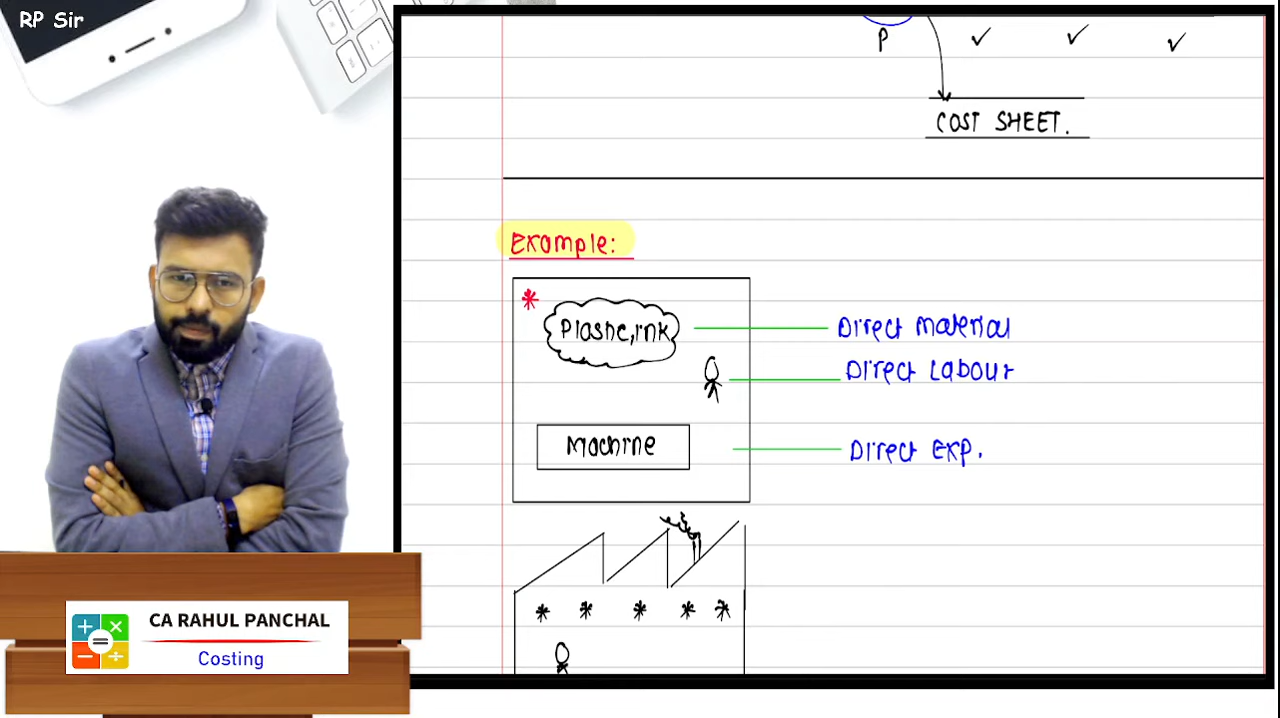 RP Sir
P ✓ ✓ ✓
COST SHEET.
Example:
* Plastic, ink
Direct Material
Direct Labour
Machine
Direct Exp.
* * * * *
CA RAHUL PANCHAL
Costing
+ ×
=
− ÷